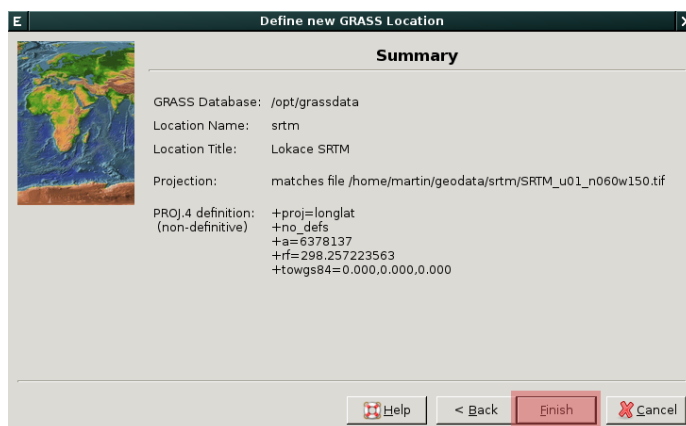 E Define new GRASS Location X
Summary
GRASS Database: /opt/grassdata
Location Name: srtm
Location Title: Lokace SRTM
Projection: matches file /home/martin/geodata/srtm/SRTM_u01_n060w150.tif
PROJ.4 definition: +proj=longlat
(non-definitive) +no_defs
+a=6378137
+rf=298.257223563
+towgs84=0.000,0.000,0.000
Help < Back Finish Cancel